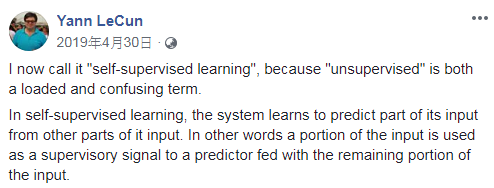 Yann LeCun
2019年4月30日 ·
I now call it "self-supervised learning", because "unsupervised" is both
a loaded and confusing term.
In self-supervised learning, the system learns to predict part of its input
from other parts of it input. In other words a portion of the input is used
as a supervisory signal to a predictor fed with the remaining portion of
the input.